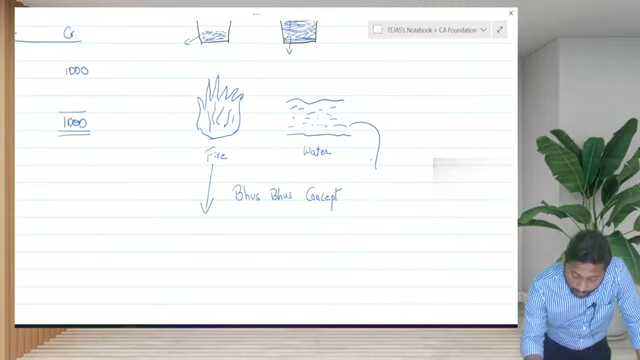 TEJAS's Notebook > CA Foundation
Cr.
1000
1000
Fire
Water
Bhus Bhus Concept